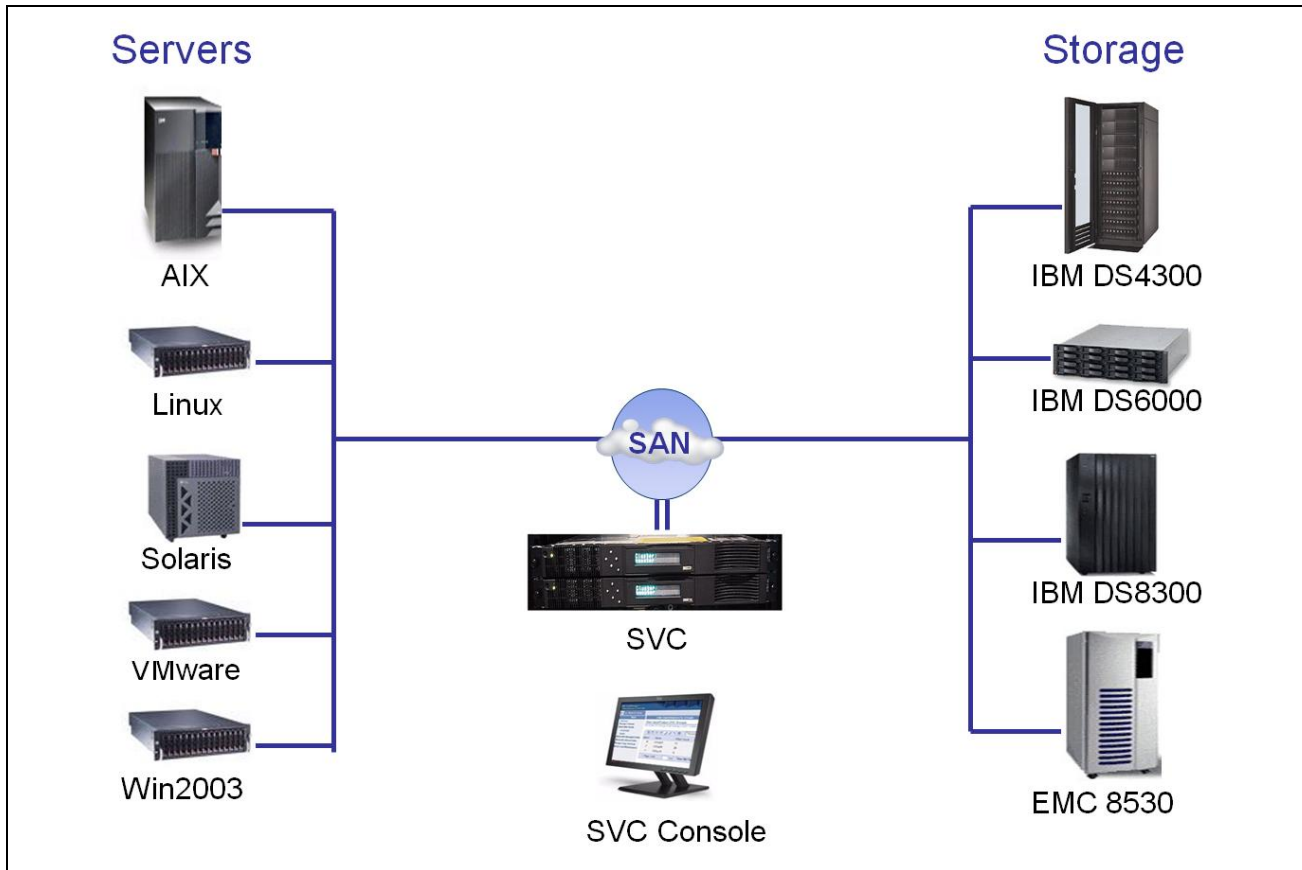 Servers
Storage
AIX
IBM DS4300
Linux
IBM DS6000
SAN
Solaris
IBM DS8300
SVC
VMware
Win2003
EMC 8530
SVC Console